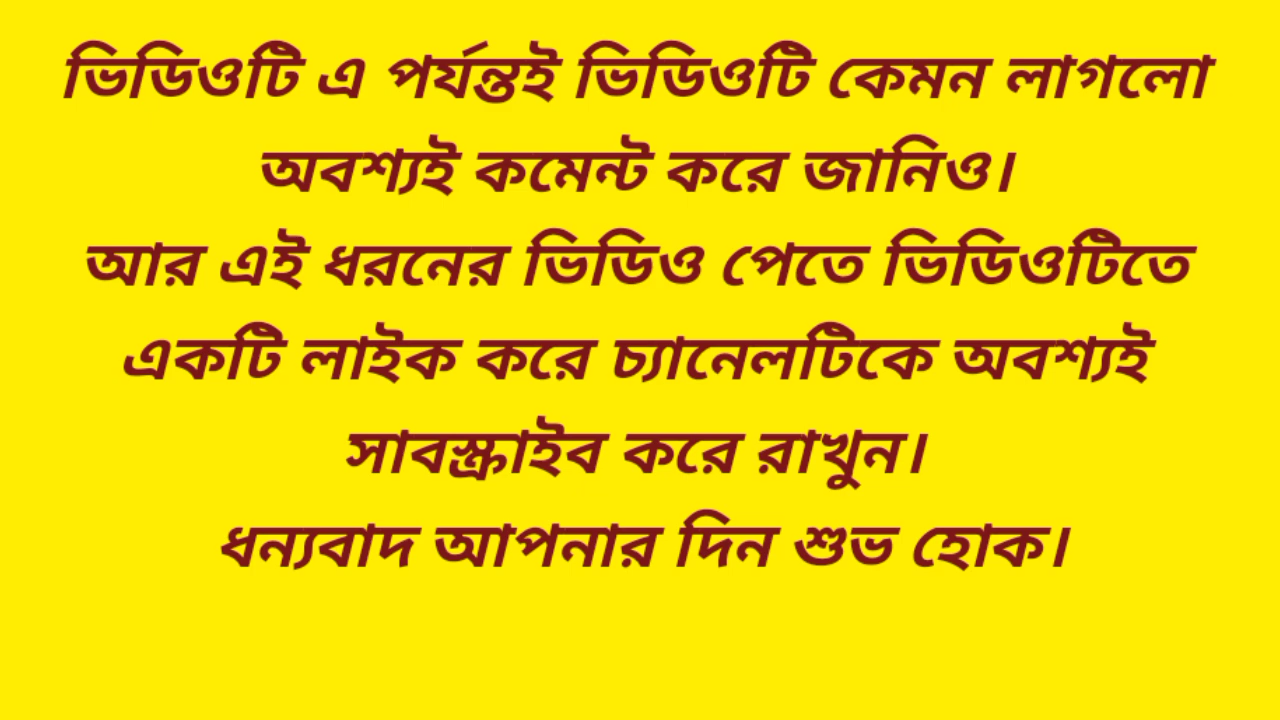 ভিডিওটি এ পর্যন্তই ভিডিওটি কেমন লাগলো
অবশ্যই কমেন্ট করে জানিও।
আর এই ধরনের ভিডিও পেতে ভিডিওটিতে
একটি লাইক করে চ্যানেলটিকে অবশ্যই
সাবস্ক্রাইব করে রাখুন।
ধন্যবাদ আপনার দিন শুভ হোক।